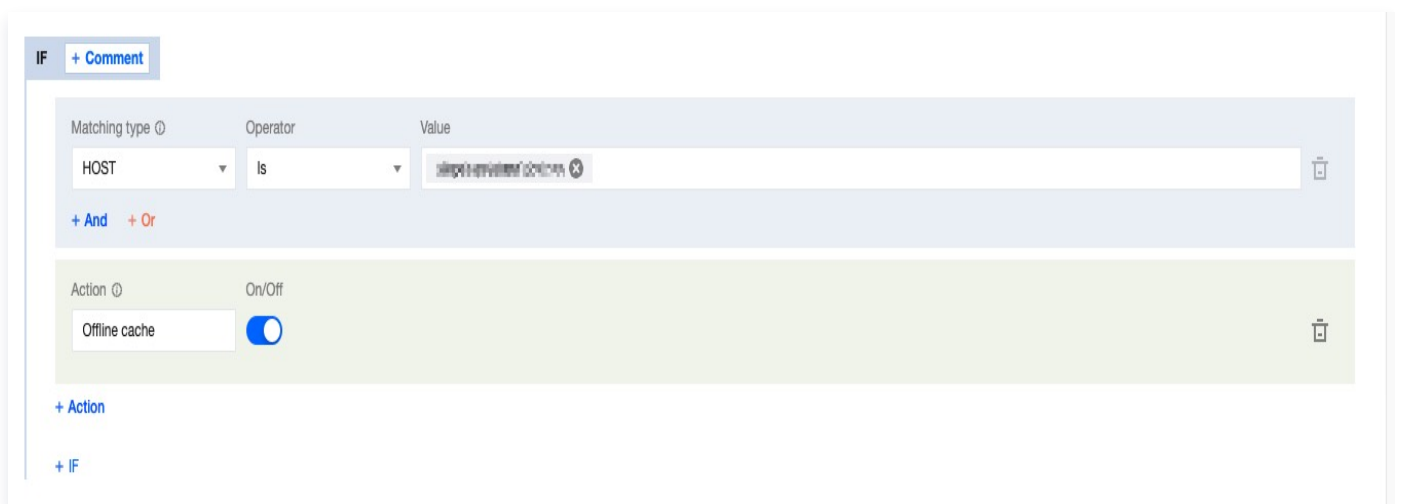 IF + Comment
Matching type Operator Value
HOST Is
+ And + Or
Action On/Off
Offline cache
+ Action
+ IF